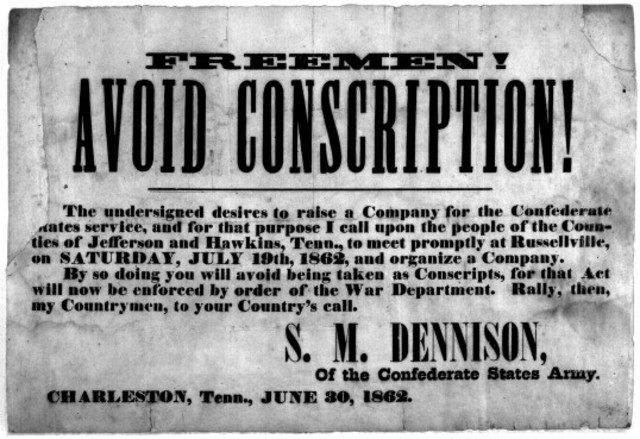 FREEMEN!
AVOID CONSCRIPTION!
The undersigned desires to raise a Company for the Confederate
tates service, and for that purpose I call upon the people of the Coun-
ties of Jefferson and Hawkins, Tenn., to meet promptly at Russellville,
on SATURDAY, JULY 19th, 1862, and organize a Company.
By so doing you will avoid being taken as Conscripts, for that Act
will now be enforced by order of the War Department. Rally, then,
my Countrymen, to your Country's call.
S. M. DENNISON,
Of the Confederate States Army.
CHARLESTON, Tenn., JUNE 30, 1862.